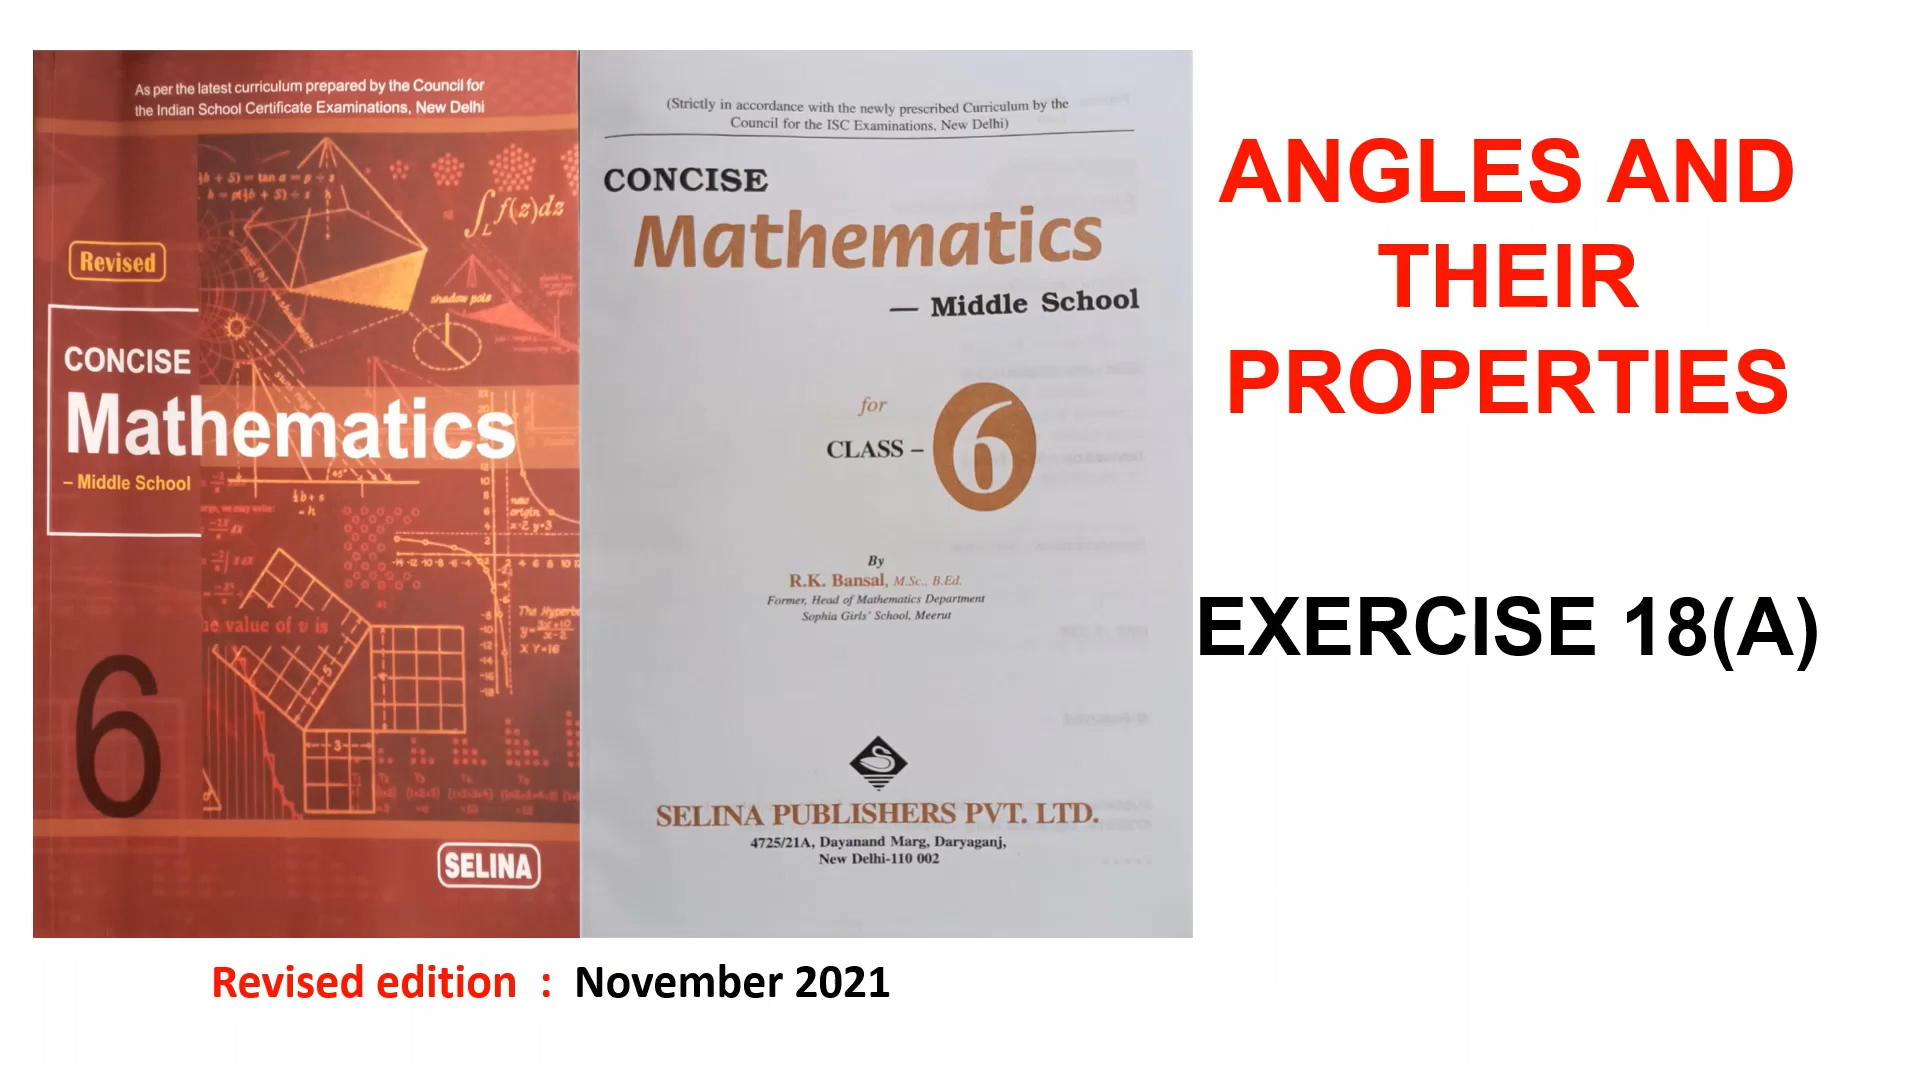 As per the latest curriculum prepared by the Council for
the Indian School Certificate Examinations, New Delhi
Revised
CONCISE
Mathematics
– Middle School
6
SELINA
shadow pole
(Strictly in accordance with the newly prescribed Curriculum by the
Council for the ISC Examinations, New Delhi)
CONCISE
Mathematics
— Middle School
for
CLASS – 6
By
R.K. Bansal, M.Sc., B.Ed.
Former, Head of Mathematics Department
Sophia Girls' School, Meerut
SELINA PUBLISHERS PVT. LTD.
4725/21A, Dayanand Marg, Daryaganj,
New Delhi-110 002
ANGLES AND
THEIR
PROPERTIES
EXERCISE 18(A)
Revised edition : November 2021